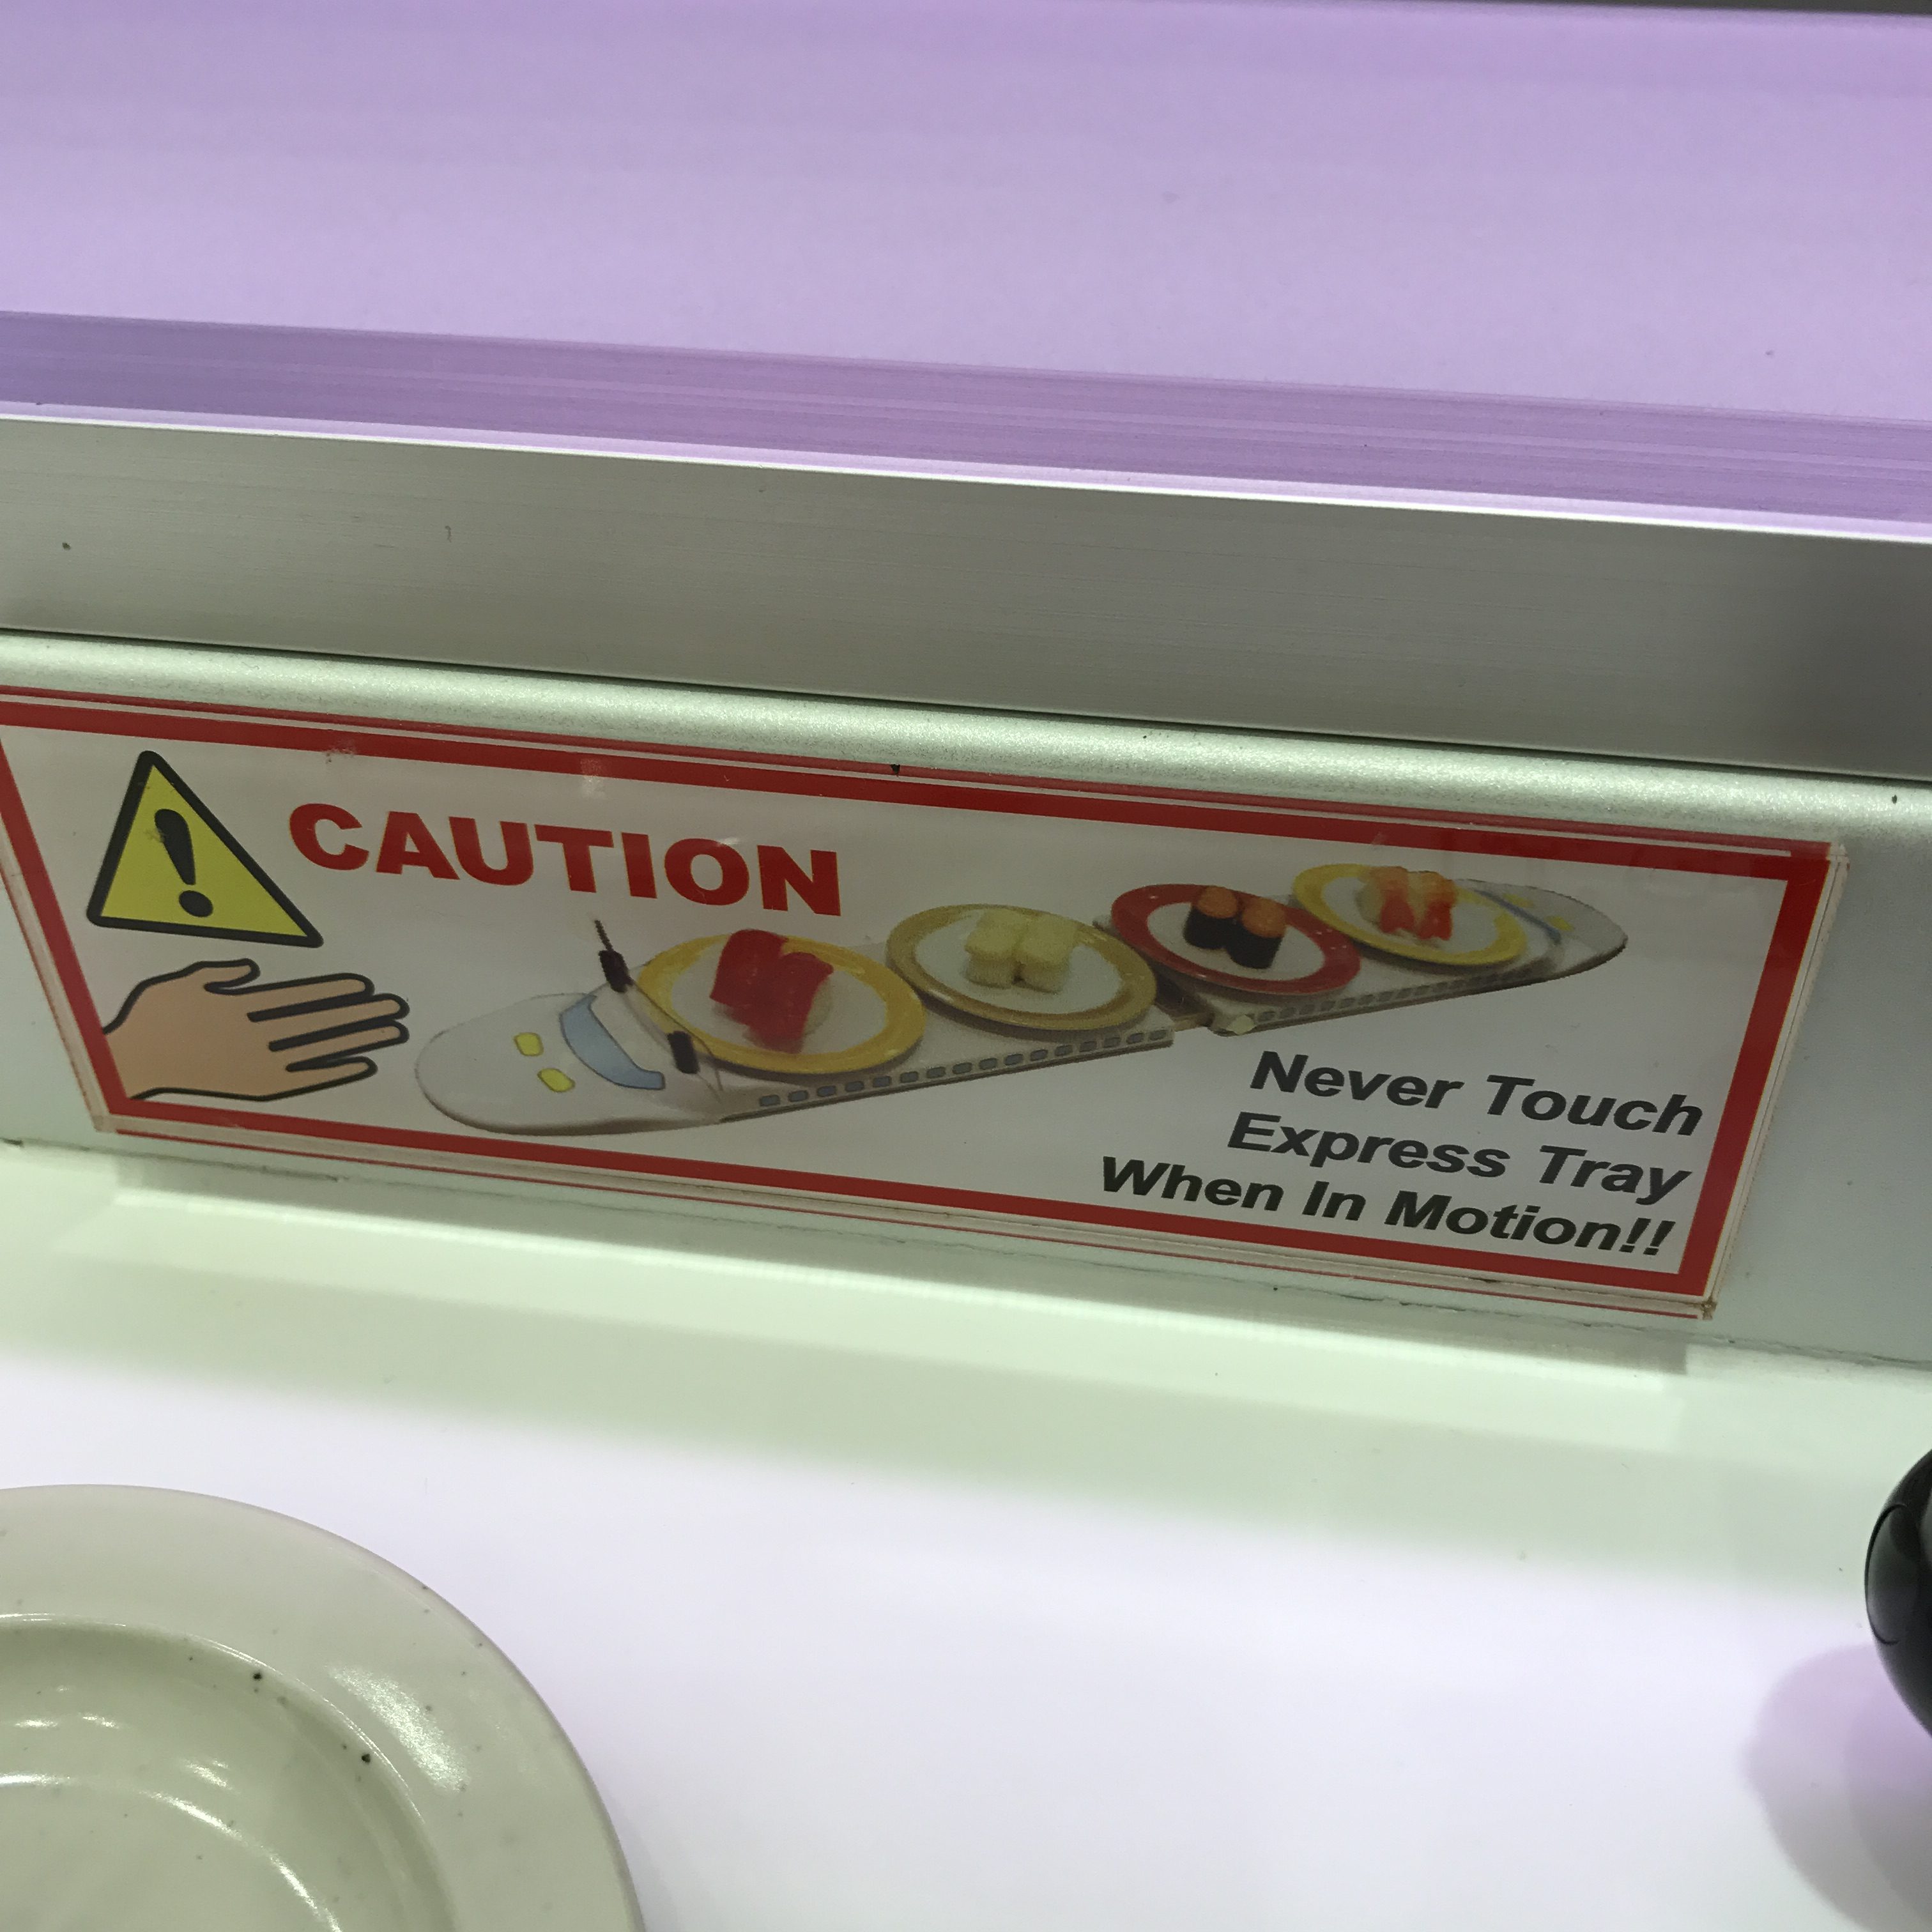 CAUTION
Never Touch
Express Tray
When In Motion!!